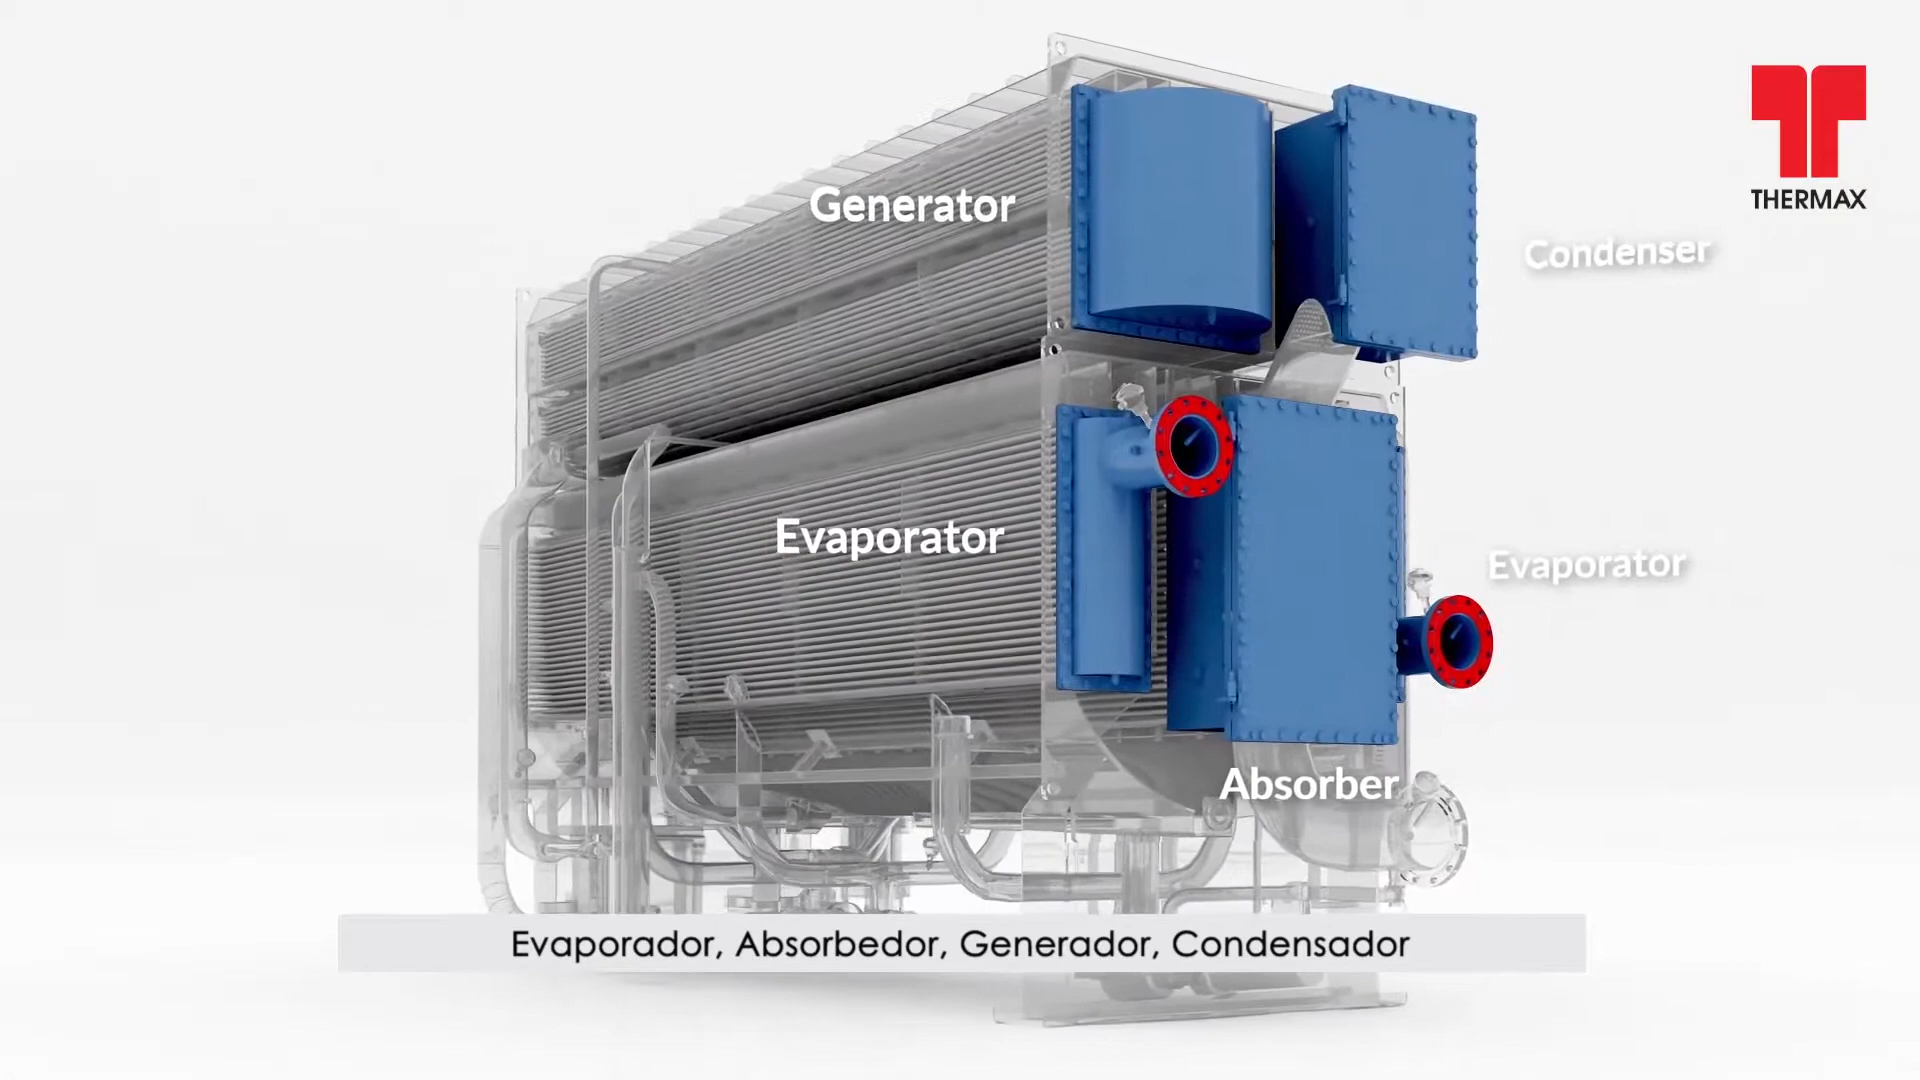 THERMAX
Generator
Condenser
Evaporator
Evaporator
Absorber
Evaporador, Absorbedor, Generador, Condensador